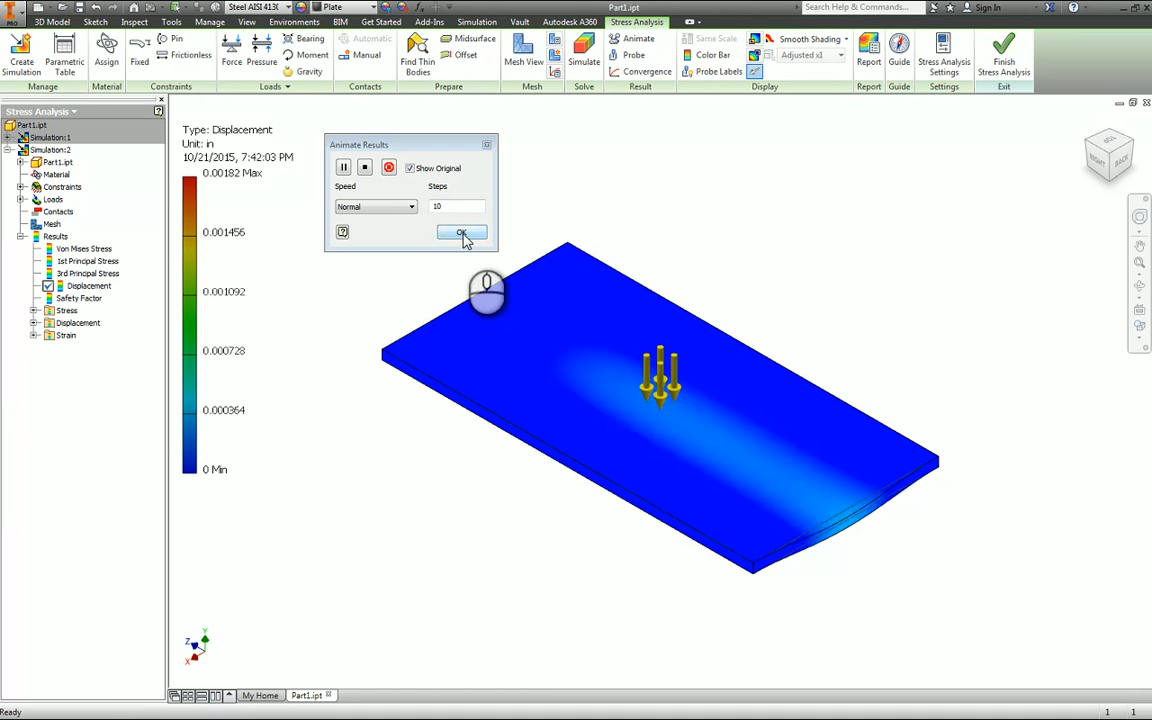 Steel AISI 4130 Plate Part1.ipt Search Help & Commands... Sign In
PRO
3D Model Sketch Inspect Tools Manage View Environments BIM Get Started Add-Ins Simulation Vault Autodesk A360 Stress Analysis
Create Simulation
Parametric Table
Assign
Fixed
Pin
Frictionless
Force
Pressure
Bearing
Moment
Gravity
Automatic
Manual
Find Thin Bodies
Midsurface
Offset
Mesh View
Simulate
Animate
Probe
Convergence
Same Scale
Color Bar
Probe Labels
Smooth Shading
Adjusted x1
Report
Guide
Stress Analysis Settings
Finish Stress Analysis
Manage Material Constraints Loads Contacts Prepare Mesh Solve Result Display Report Guide Settings Exit
Stress Analysis
Part1.ipt
Simulation:1
Simulation:2
Part1.ipt
Material
Constraints
Loads
Contacts
Mesh
Results
Von Mises Stress
1st Principal Stress
3rd Principal Stress
Displacement
Safety Factor
Stress
Displacement
Strain
Type: Displacement
Unit: in
10/21/2015, 7:42:03 PM
0.00182 Max
0.001456
0.001092
0.000728
0.000364
0 Min
Animate Results
Show Original
Speed Steps
Normal 10
OK
RIGHT BACK
Y
Z
X
My Home Part1.ipt
Ready 1 1